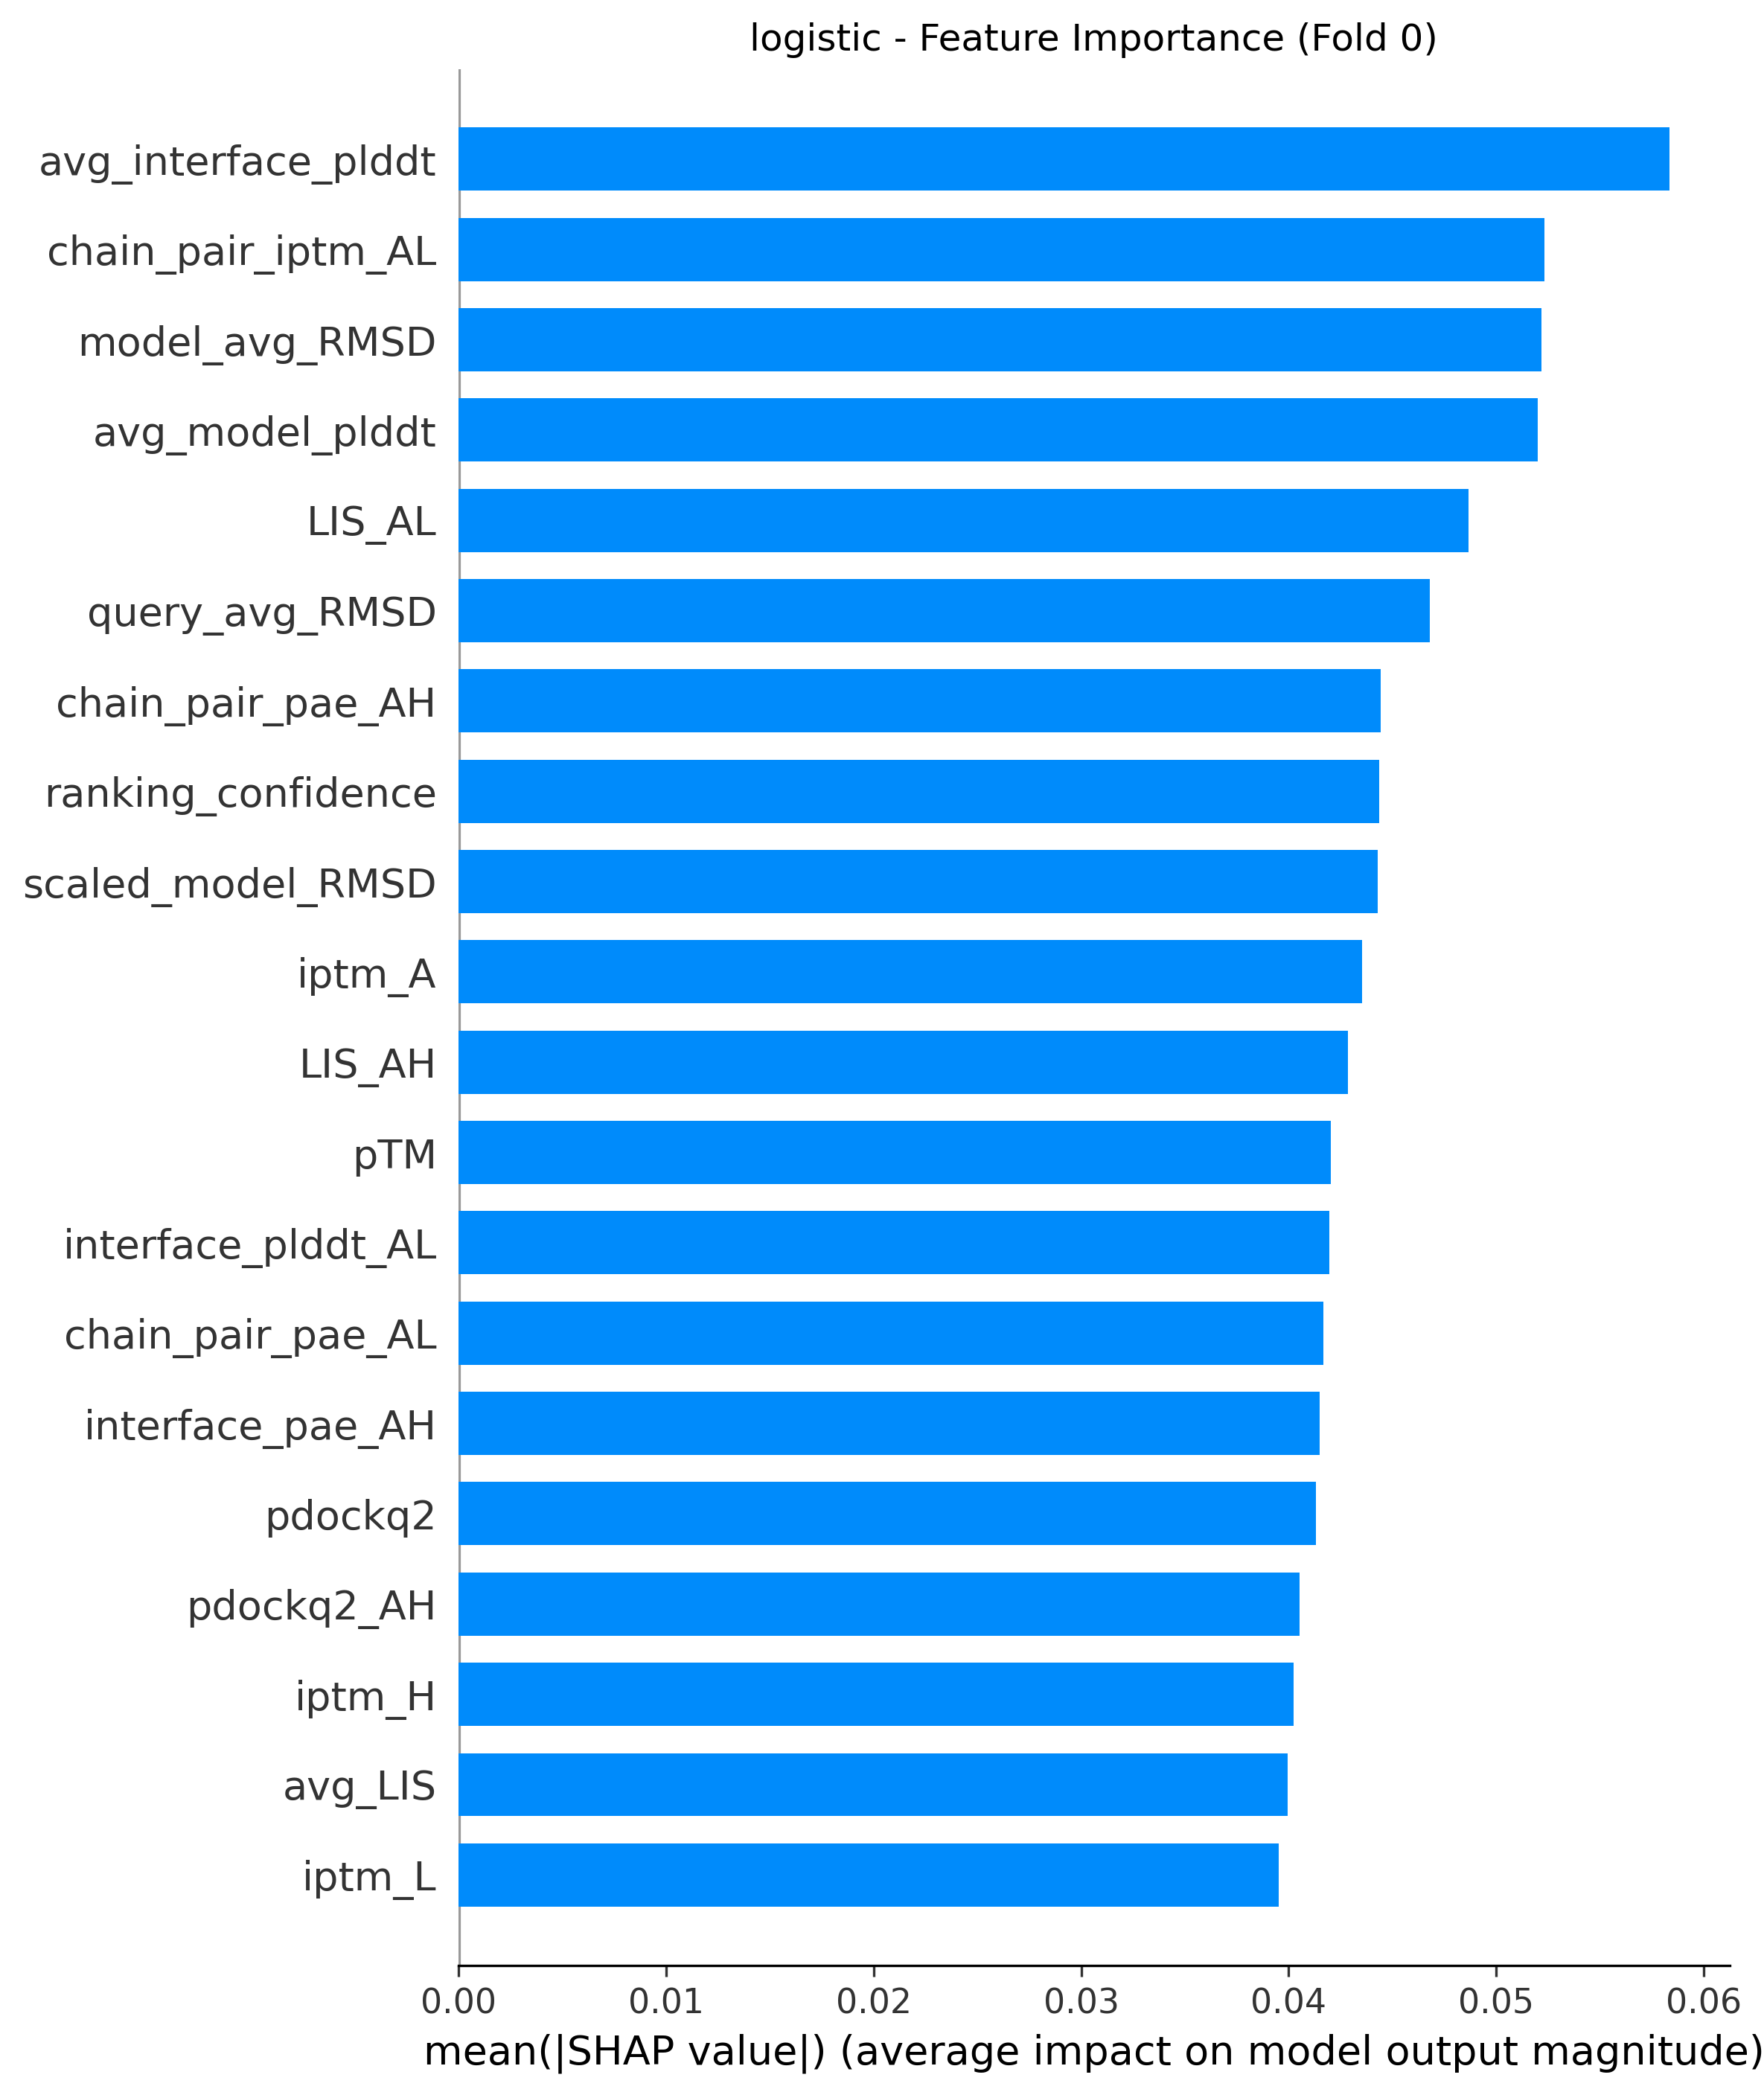 logistic - Feature Importance (Fold 0)
avg_interface_plddt
chain_pair_iptm_AL
model_avg_RMSD
avg_model_plddt
LIS_AL
query_avg_RMSD
chain_pair_pae_AH
ranking_confidence
scaled_model_RMSD
iptm_A
LIS_AH
pTM
interface_plddt_AL
chain_pair_pae_AL
interface_pae_AH
pdockq2
pdockq2_AH
iptm_H
avg_LIS
iptm_L
0.00 0.01 0.02 0.03 0.04 0.05 0.06
mean(|SHAP value|) (average impact on model output magnitude)